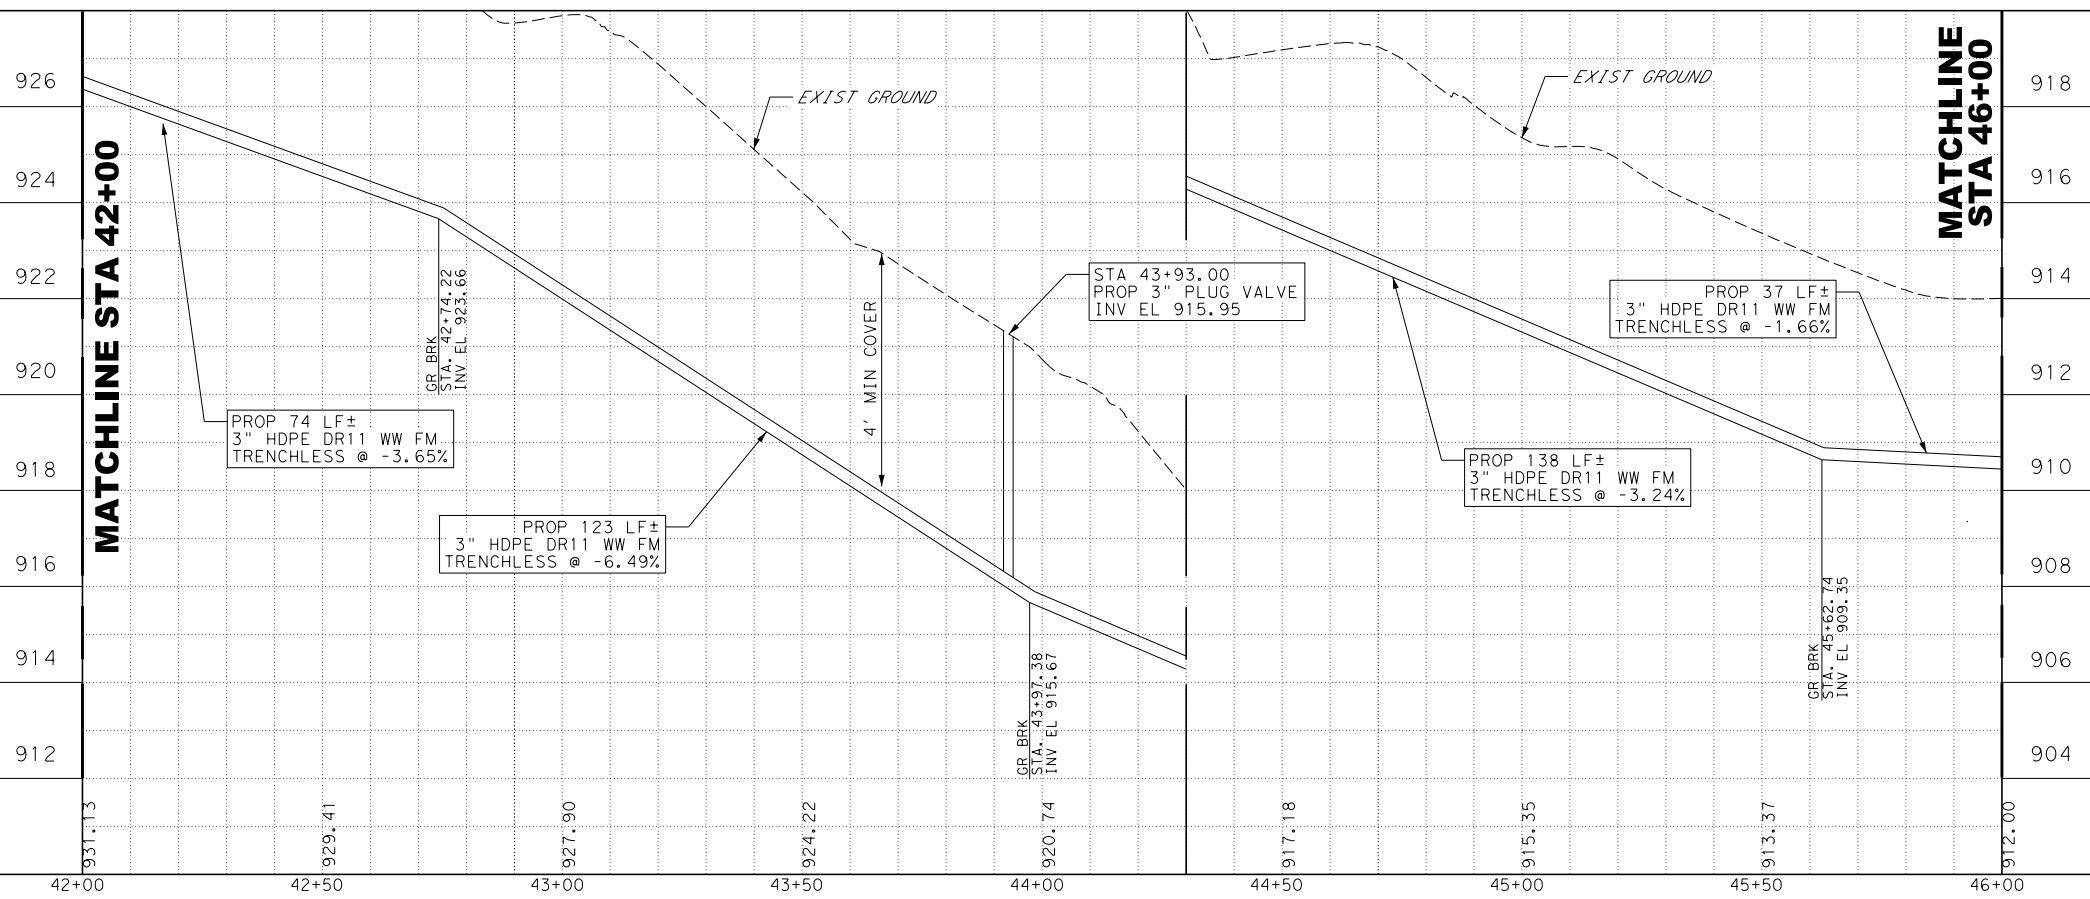 926
924
922
920
918
916
914
912
MATCHLINE STA 42+00
EXIST GROUND
GR BRK
STA. 42+74.22
INV EL 923.66
PROP 74 LF±
3" HDPE DR11 WW FM
TRENCHLESS @ -3.65%
PROP 123 LF±
3" HDPE DR11 WW FM
TRENCHLESS @ -6.49%
4' MIN COVER
STA 43+93.00
PROP 3" PLUG VALVE
INV EL 915.95
GR BRK
STA. 43+97.38
INV EL 915.67
EXIST GROUND
PROP 138 LF±
3" HDPE DR11 WW FM
TRENCHLESS @ -3.24%
PROP 37 LF±
3" HDPE DR11 WW FM
TRENCHLESS @ -1.66%
GR BRK
STA. 45+62.74
INV EL 909.35
MATCHLINE
STA 46+00
918
916
914
912
910
908
906
904
931.13
929.41
927.90
924.22
920.74
917.18
915.35
913.37
912.00
42+00
42+50
43+00
43+50
44+00
44+50
45+00
45+50
46+00